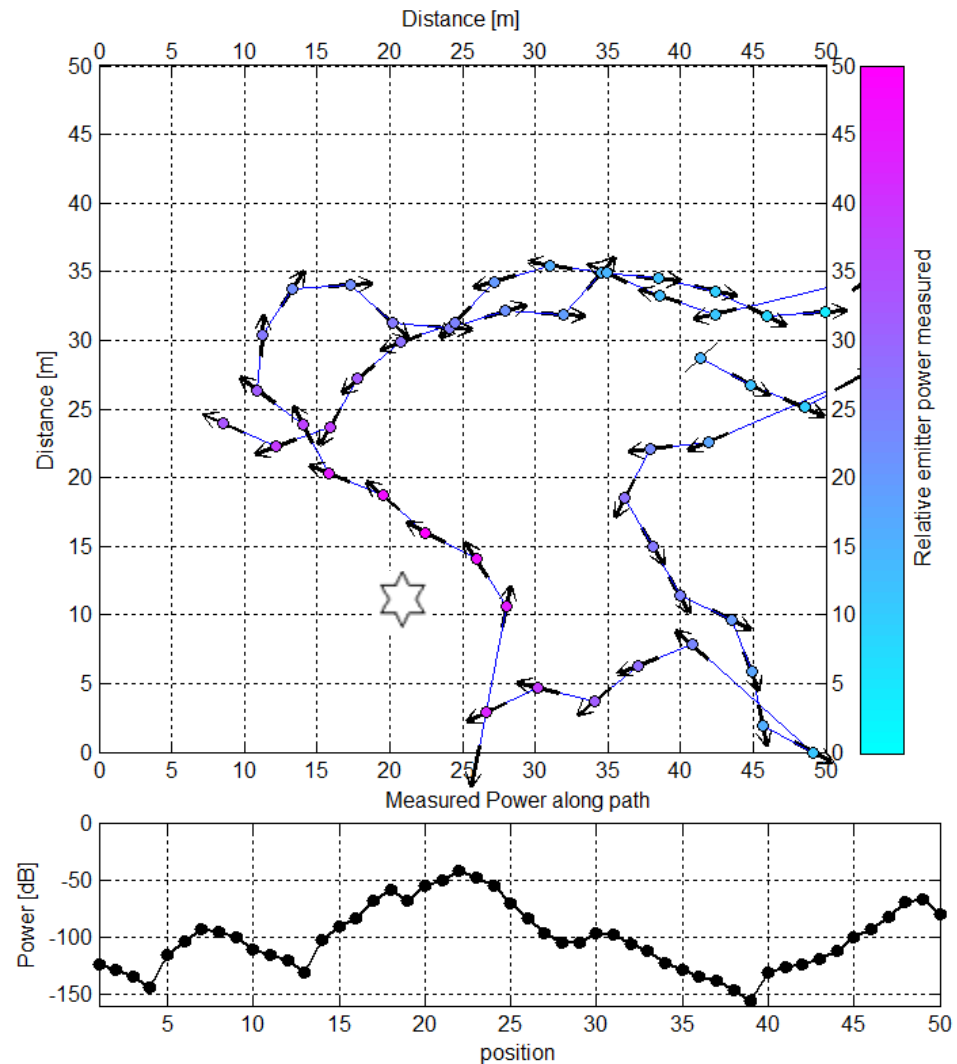 Distance [m]
0 5 10 15 20 25 30 35 40 45 50
50 50 50
45 45 45
40 40 40
35 35 35
30 30 30
25 25 25
20 20 20
15 15 15
10 10 10
5 5 5
0 0 0
Distance [m]
Relative emitter power measured
0 5 10 15 20 25 30 35 40 45 50
Measured Power along path
0
-50
-100
-150
Power [dB]
5 10 15 20 25 30 35 40 45 50
position